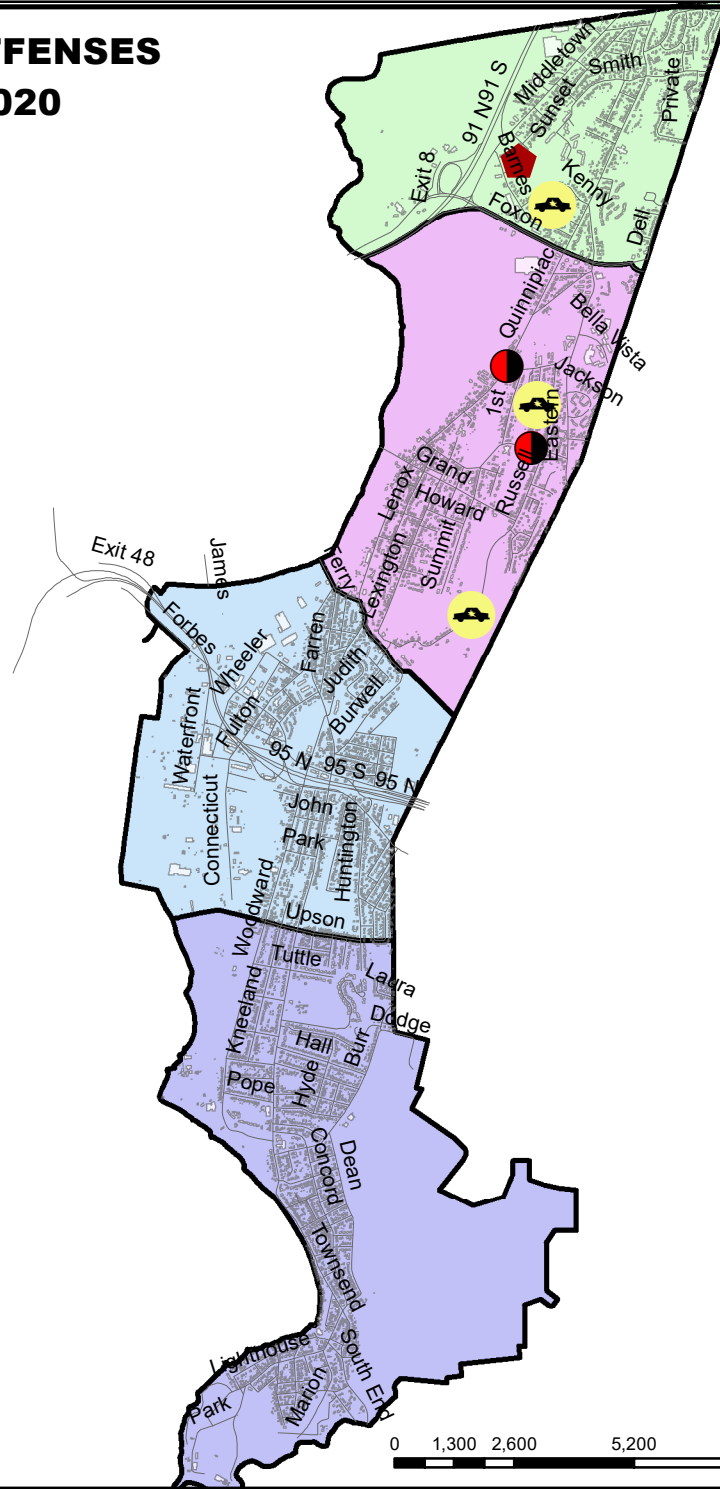 FFENSES
020
Middletown
Smith
Private
91 N
91 S
Sunset
Barnes
Exit 8
Kenny
Foxon
Dell
Quinnipiac
Bella Vista
Jackson
1st
Eastern
Grand
Russell
Lenox
Howard
Summit
Lexington
Ferry
Exit 48
James
Forbes
Farren
Wheeler
Judith
Burwell
Fulton
Waterfront
95 N
95 S
95 N
Connecticut
John
Park
Huntington
Woodward
Upson
Tuttle
Laura
Kneeland
Dodge
Hall
Burr
Pope
Hyde
Concord
Dean
Townsend
Lighthouse
South End
Marion
Park
0 1,300 2,600 5,200